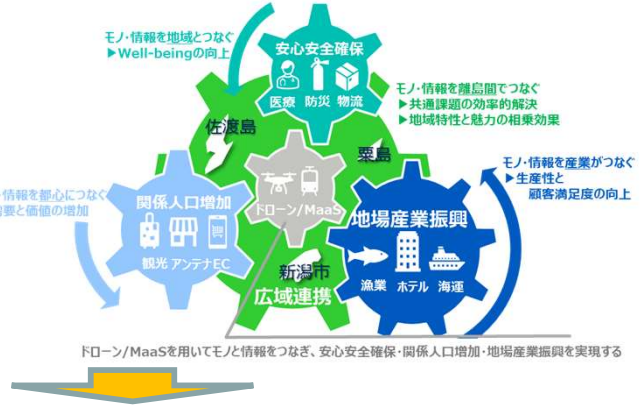 モノ・情報を地域とつなぐ
▶Well-beingの向上
安心安全確保
医療 防災 物流
モノ・情報を離島間でつなぐ
▶共通課題の効率的解決
▶地域特性と魅力の相乗効果
佐渡島
粟島
モノ・情報を産業がつなぐ
▶生産性と
顧客満足度の向上
・情報を都心につなぐ
要と価値の増加
関係人口増加
観光 アンテナEC
ドローン/MaaS
地場産業振興
漁業 ホテル 海運
新潟市
広域連携
ドローン/MaaSを用いてモノと情報をつなぎ、安心安全確保・関係人口増加・地場産業振興を実現する